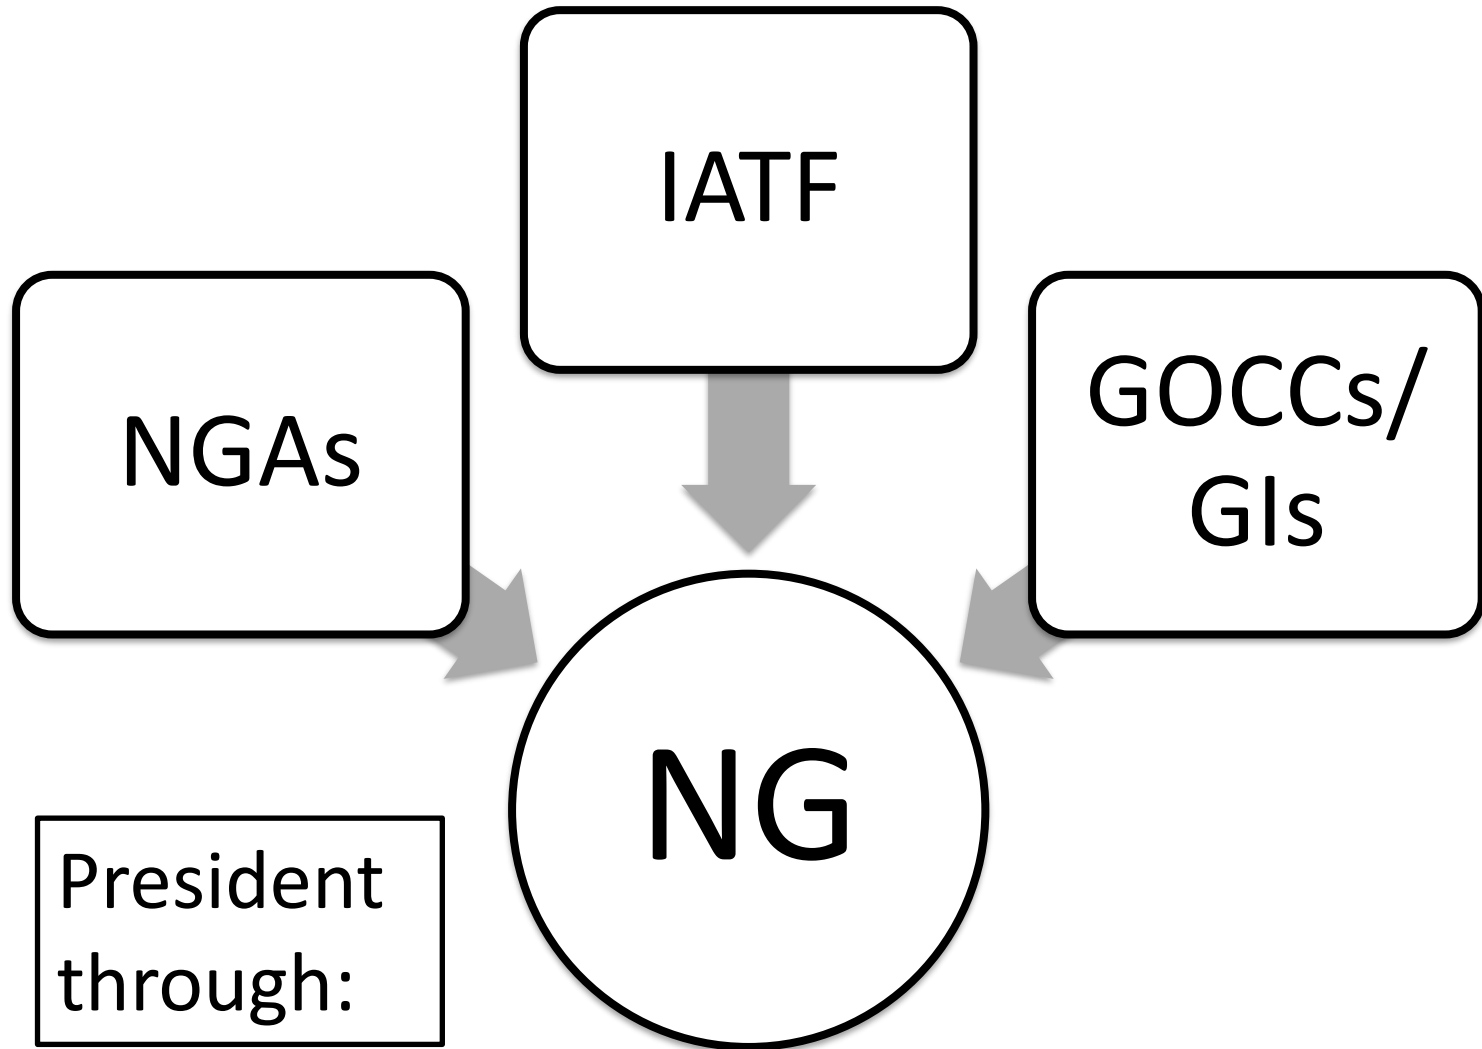 IATF
NGAs
GOCCs/
GIs
NG
President
through: